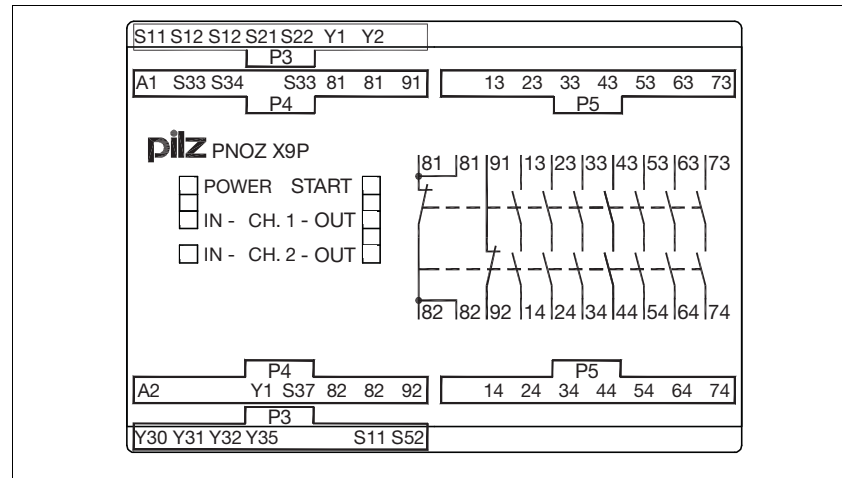 S11 S12 S12 S21 S22 Y1 Y2
P3
A1 S33 S34 S33 81 81 91
P4
13 23 33 43 53 63 73
P5
pilz PNOZ X9P
POWER START
IN - CH. 1 - OUT
IN - CH. 2 - OUT
81 81 91 13 23 33 43 53 63 73
82 82 92 14 24 34 44 54 64 74
P4
A2 Y1 S37 82 82 92
P5
14 24 34 44 54 64 74
P3
Y30 Y31 Y32 Y35 S11 S52